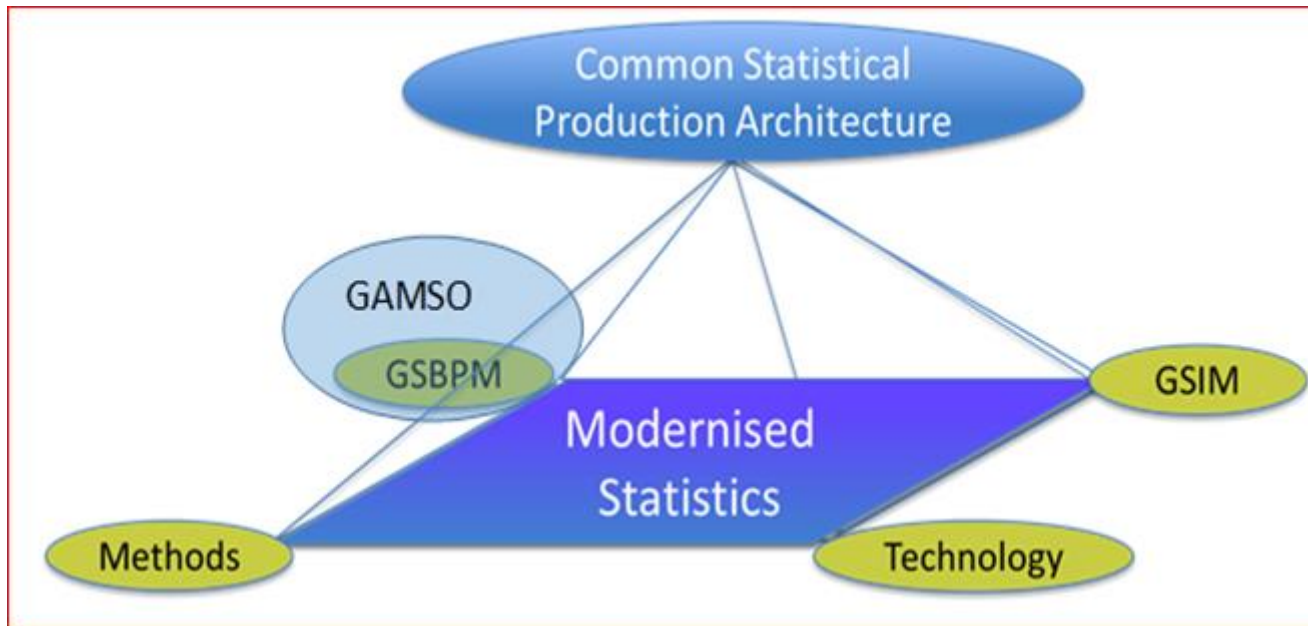 Common Statistical
Production Architecture
GAMSO
GSBPM
GSIM
Modernised
Statistics
Methods
Technology